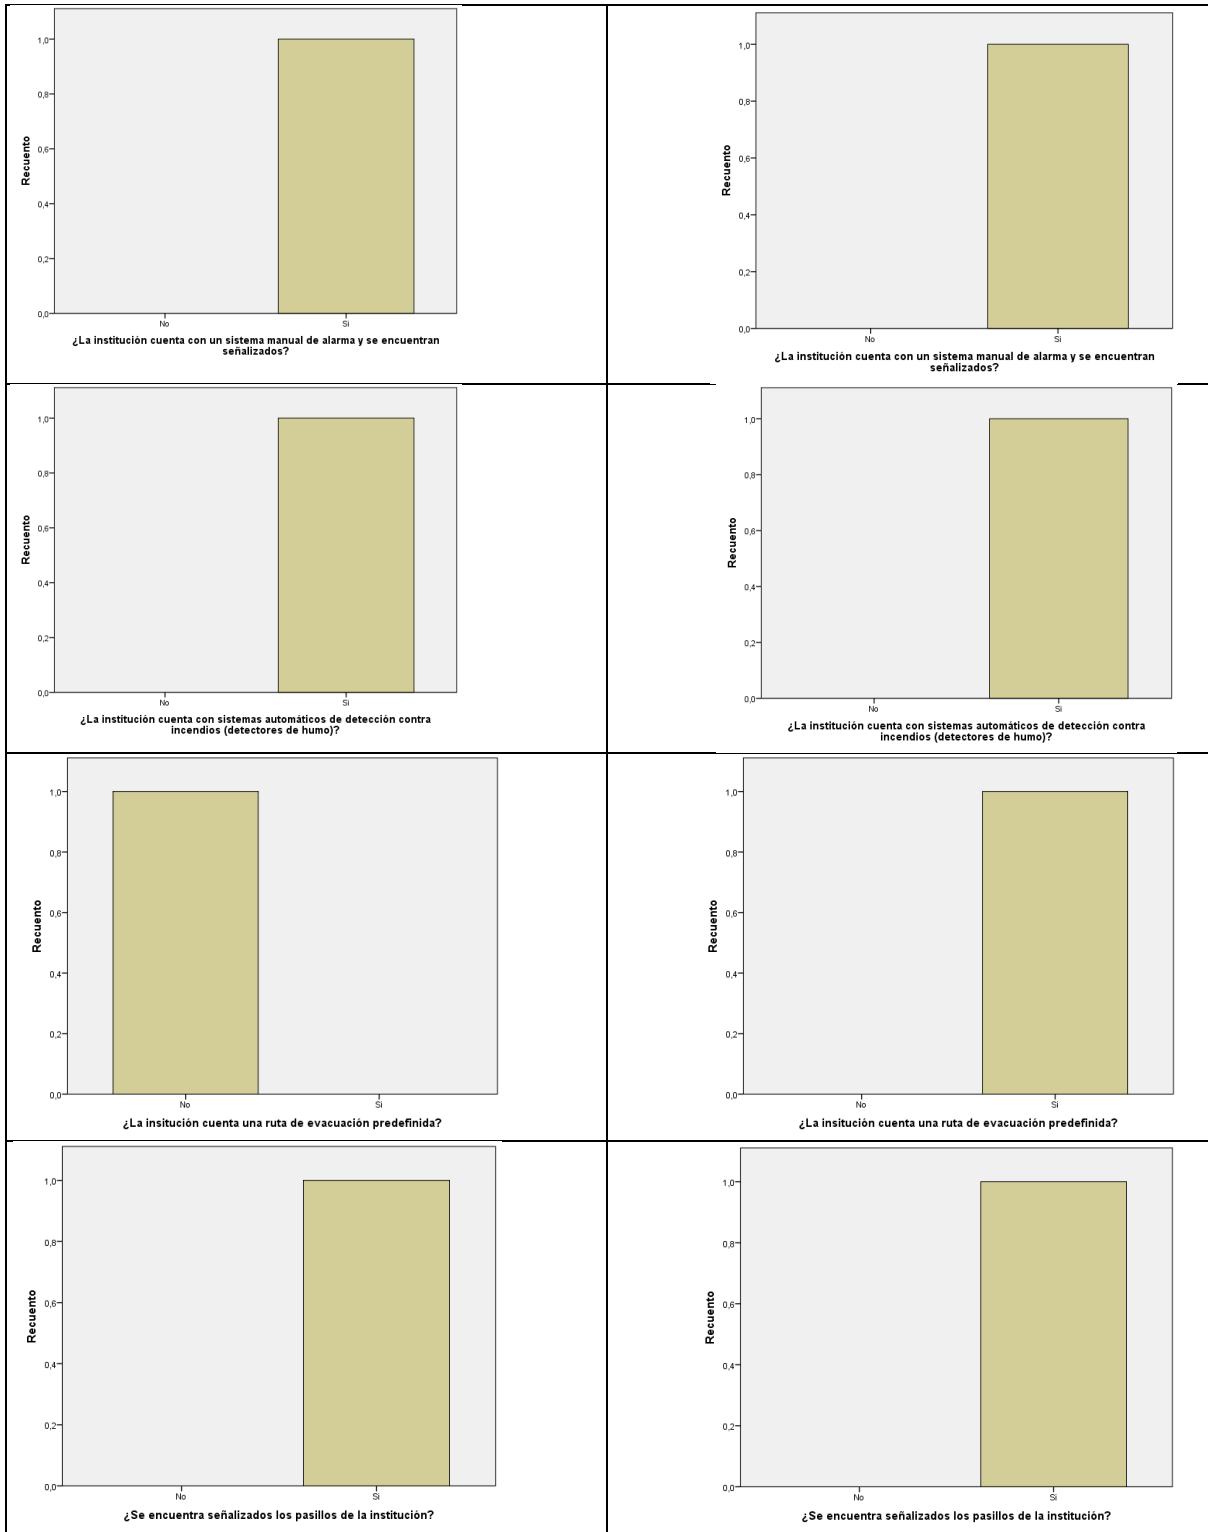 1,0
0,8
0,6
0,4
0,2
0,0
Recuento
No
Si
¿La institución cuenta con un sistema manual de alarma y se encuentran
señalizados?
1,0
0,8
0,6
0,4
0,2
0,0
Recuento
No
Si
¿La institución cuenta con un sistema manual de alarma y se encuentran
señalizados?
1,0
0,8
0,6
0,4
0,2
0,0
Recuento
No
Si
¿La institución cuenta con sistemas automáticos de detección contra
incendios (detectores de humo)?
1,0
0,8
0,6
0,4
0,2
0,0
Recuento
No
Si
¿La institución cuenta con sistemas automáticos de detección contra
incendios (detectores de humo)?
1,0
0,8
0,6
0,4
0,2
0,0
Recuento
No
Si
¿La insitución cuenta una ruta de evacuación predefinida?
1,0
0,8
0,6
0,4
0,2
0,0
Recuento
No
Si
¿La insitución cuenta una ruta de evacuación predefinida?
1,0
0,8
0,6
0,4
0,2
0,0
Recuento
No
Si
¿Se encuentra señalizados los pasillos de la institución?
1,0
0,8
0,6
0,4
0,2
0,0
Recuento
No
Si
¿Se encuentra señalizados los pasillos de la institución?